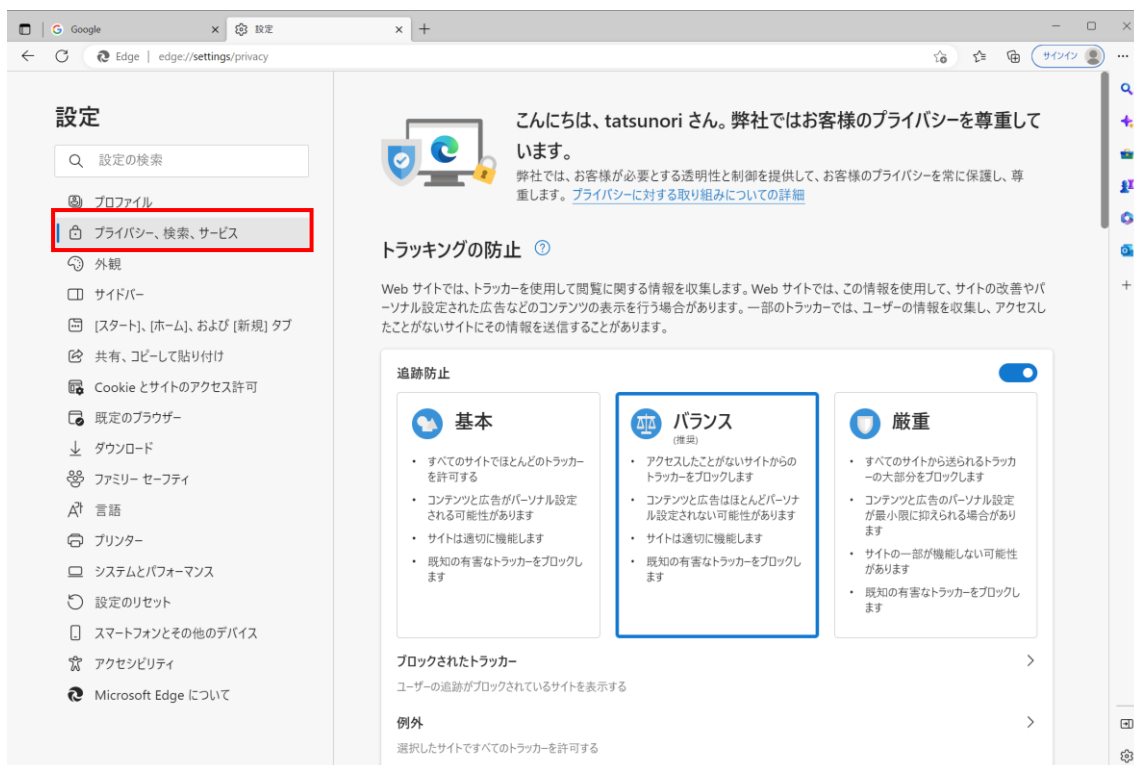 Google
設定
Edge | edge://settings/privacy
サインイン
設定
設定の検索
プロファイル
プライバシー、検索、サービス
外観
サイドバー
[スタート]、[ホーム]、および [新規] タブ
共有、コピーして貼り付け
Cookie とサイトのアクセス許可
既定のブラウザー
ダウンロード
ファミリー セーフティ
言語
プリンター
システムとパフォーマンス
設定のリセット
スマートフォンとその他のデバイス
アクセシビリティ
Microsoft Edge について
こんにちは、tatsunori さん。弊社ではお客様のプライバシーを尊重して
います。
弊社では、お客様が必要とする透明性と制御を提供して、お客様のプライバシーを常に保護し、尊
重します。プライバシーに対する取り組みについての詳細
トラッキングの防止
Web サイトでは、トラッカーを使用して閲覧に関する情報を収集します。Web サイトでは、この情報を使用して、サイトの改善やパ
ーソナル設定された広告などのコンテンツの表示を行う場合があります。一部のトラッカーでは、ユーザーの情報を収集し、アクセスし
たことがないサイトにその情報を送信することがあります。
追跡防止
基本
• すべてのサイトでほとんどのトラッカー
を許可する
• コンテンツと広告がパーソナル設定
される可能性があります
• サイトは適切に機能します
• 既知の有害なトラッカーをブロックし
ます
バランス
(推奨)
• アクセスしたことがないサイトからの
トラッカーをブロックします
• コンテンツと広告はほとんどパーソナ
ル設定されない可能性があります
• サイトは適切に機能します
• 既知の有害なトラッカーをブロックし
ます
厳重
• すべてのサイトから送られるトラッカ
ーの大部分をブロックします
• コンテンツと広告のパーソナル設定
が最小限に抑えられる場合があり
ます
• サイトの一部が機能しない可能性
があります
• 既知の有害なトラッカーをブロックし
ます
ブロックされたトラッカー
ユーザーの追跡がブロックされているサイトを表示する
例外
選択したサイトですべてのトラッカーを許可する